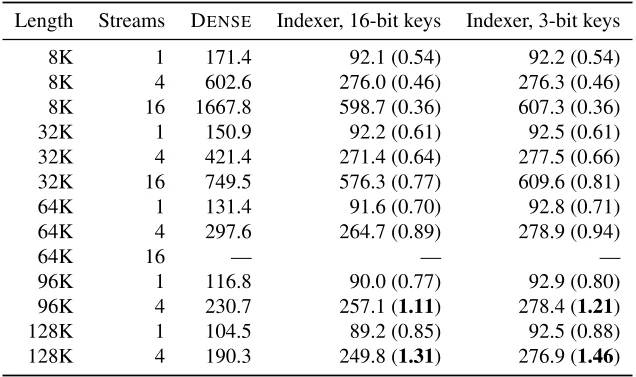 Length Streams DENSE Indexer, 16-bit keys Indexer, 3-bit keys
8K 1 171.4 92.1 (0.54) 92.2 (0.54)
8K 4 602.6 276.0 (0.46) 276.3 (0.46)
8K 16 1667.8 598.7 (0.36) 607.3 (0.36)
32K 1 150.9 92.2 (0.61) 92.5 (0.61)
32K 4 421.4 271.4 (0.64) 277.5 (0.66)
32K 16 749.5 576.3 (0.77) 609.6 (0.81)
64K 1 131.4 91.6 (0.70) 92.8 (0.71)
64K 4 297.6 264.7 (0.89) 278.9 (0.94)
64K 16 — — —
96K 1 116.8 90.0 (0.77) 92.9 (0.80)
96K 4 230.7 257.1 (1.11) 278.4 (1.21)
128K 1 104.5 89.2 (0.85) 92.5 (0.88)
128K 4 190.3 249.8 (1.31) 276.9 (1.46)